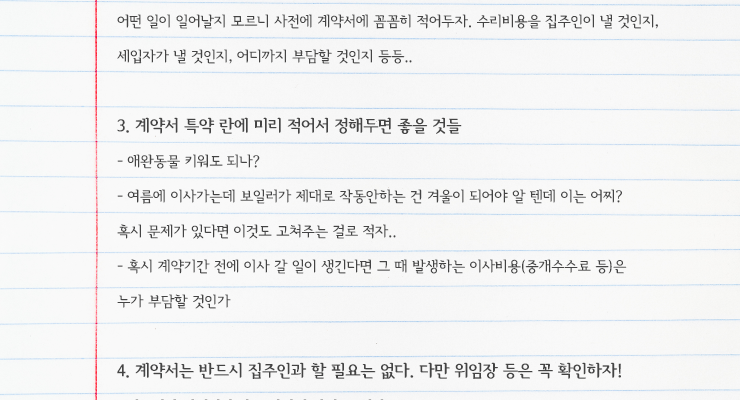 어떤 일이 일어날지 모르니 사전에 계약서에 꼼꼼히 적어두자. 수리비용을 집주인이 낼 것인지,
세입자가 낼 것인지, 어디까지 부담할 것인지 등등..
3. 계약서 특약 란에 미리 적어서 정해두면 좋을 것들
- 애완동물 키워도 되나?
- 여름에 이사가는데 보일러가 제대로 작동안하는 건 겨울이 되어야 알 텐데 이는 어찌?
혹시 문제가 있다면 이것도 고쳐주는 걸로 적자..
- 혹시 계약기간 전에 이사 갈 일이 생긴다면 그 때 발생하는 이사비용(중개수수료 등)은
누가 부담할 것인가
4. 계약서는 반드시 집주인과 할 필요는 없다. 다만 위임장 등은 꼭 확인하자!